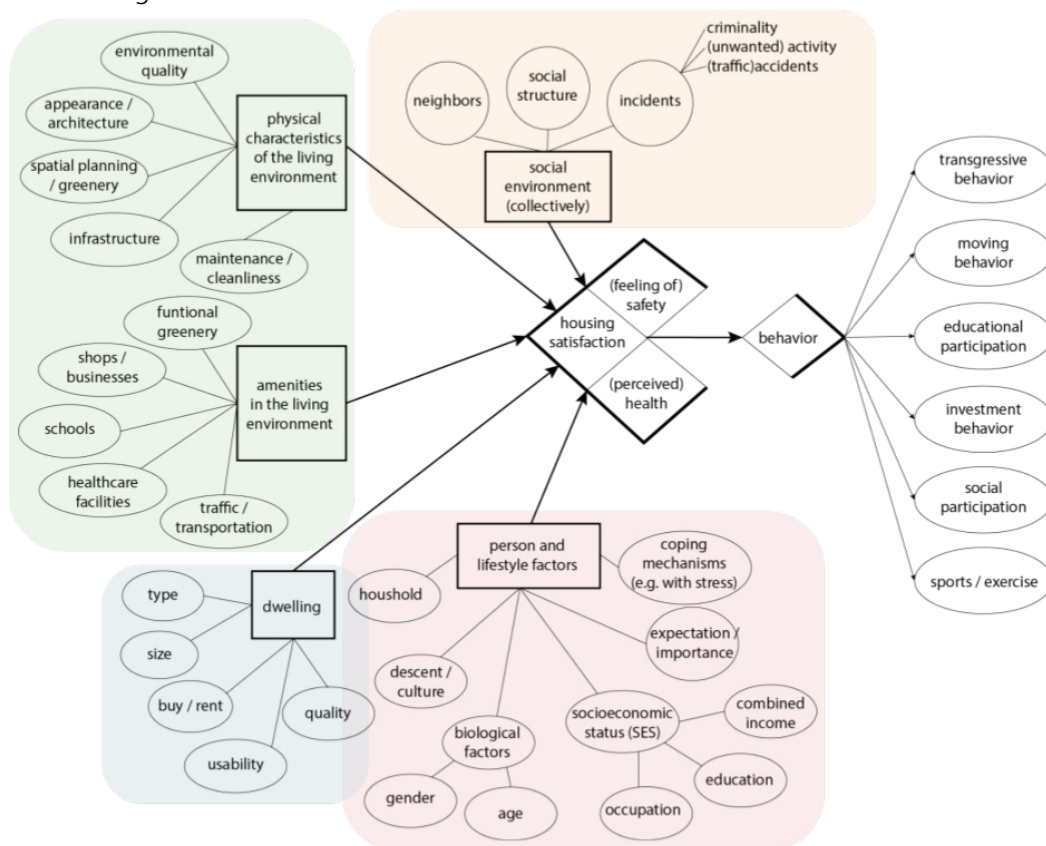 environmental
quality
appearance /
architecture
spatial planning
/ greenery
infrastructure
physical
characteristics
of the living
environment
maintenance /
cleanliness
funtional
greenery
shops /
businesses
schools
healthcare
facilities
traffic /
transportation
amenities
in the living
environment
neighbors
social
structure
incidents
criminality
(unwanted) activity
(traffic)accidents
social
environment
(collectively)
(feeling of)
safety
housing
satisfaction
(perceived)
health
behavior
transgressive
behavior
moving
behavior
educational
participation
investment
behavior
social
participation
sports / exercise
type
size
buy / rent
usability
quality
dwelling
person and
lifestyle factors
houshold
coping
mechanisms
(e.g. with stress)
expectation /
importance
descent /
culture
biological
factors
gender
age
socioeconomic
status (SES)
combined
income
education
occupation